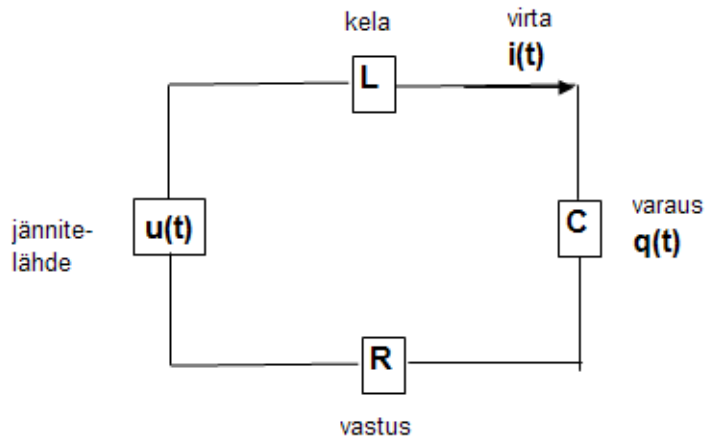 kela
virta
i(t)
L
jännite-
lähde
u(t)
C
varaus
q(t)
R
vastus